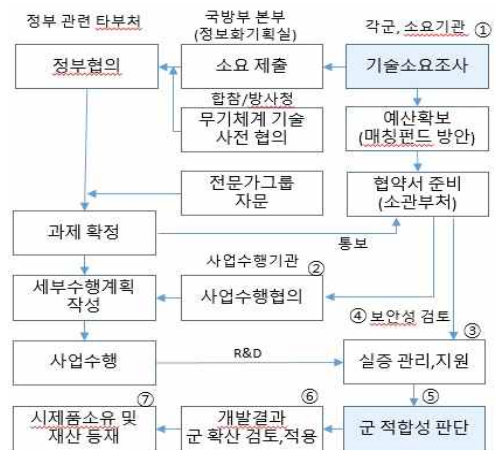 정부 관련 타부처
국방부 본부
(정보화기획실)
각군, 소요기관 ①
정부협의
소요 제출
기술소요조사
합참/방사청
무기체계 기술
사전 협의
예산확보
(매칭펀드 방안)
전문가그룹
자문
협약서 준비
(소관부처)
과제 확정
통보
사업수행기관
②
세부수행계획
작성
사업수행협의
④ 보안성 검토
③
사업수행
R&D
실증 관리,지원
⑦
⑥
⑤
시제품소유 및
재산 등재
개발결과
군 확산 검토,적용
군 적합성 판단